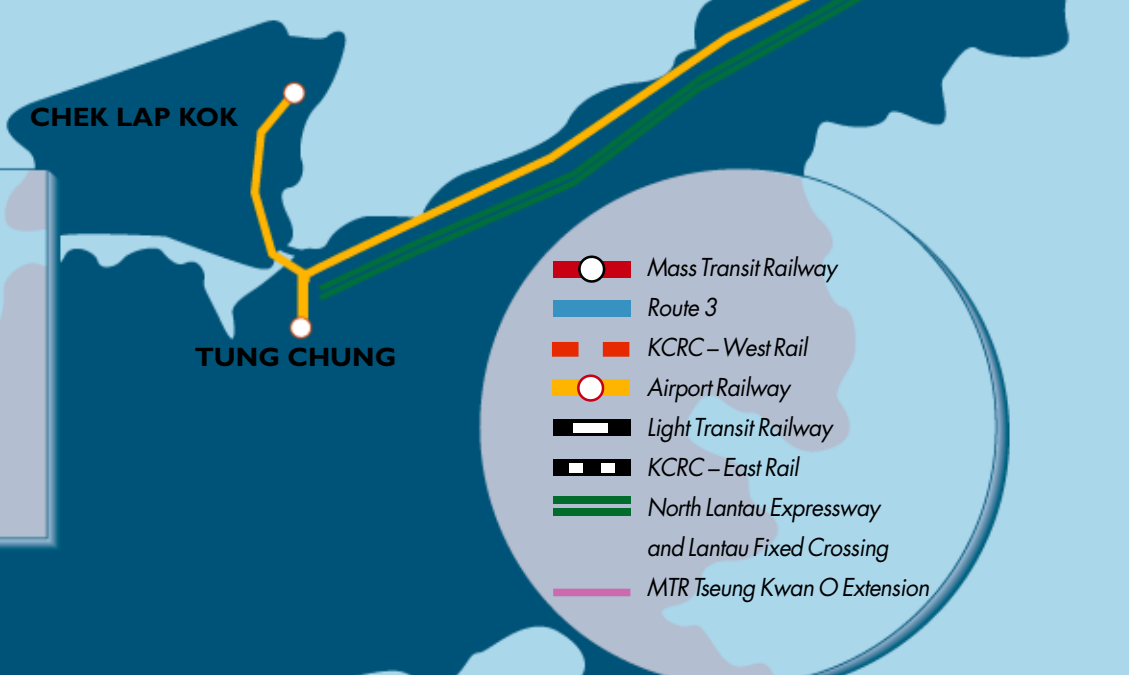 CHEK LAP KOK
TUNG CHUNG
Mass Transit Railway
Route 3
KCRC – West Rail
Airport Railway
Light Transit Railway
KCRC – East Rail
North Lantau Expressway
and Lantau Fixed Crossing
MTR Tseung Kwan O Extension